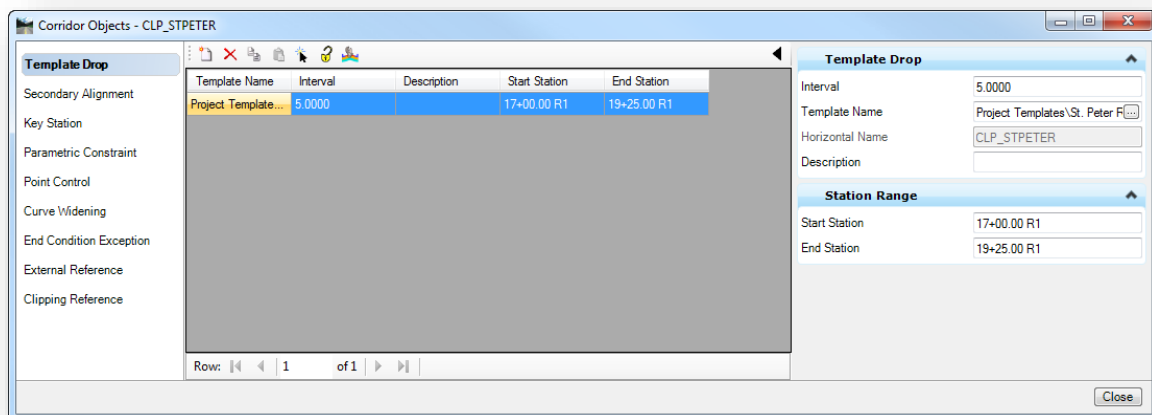 Corridor Objects - CLP_STPETER
Template Drop
Secondary Alignment
Key Station
Parametric Constraint
Point Control
Curve Widening
End Condition Exception
External Reference
Clipping Reference
Template Name Interval Description Start Station End Station
Project Template... 5.0000 17+00.00 R1 19+25.00 R1
Row: 1 of 1
Template Drop
Interval 5.0000
Template Name Project Templates\St. Peter R ...
Horizontal Name CLP_STPETER
Description
Station Range
Start Station 17+00.00 R1
End Station 19+25.00 R1
Close